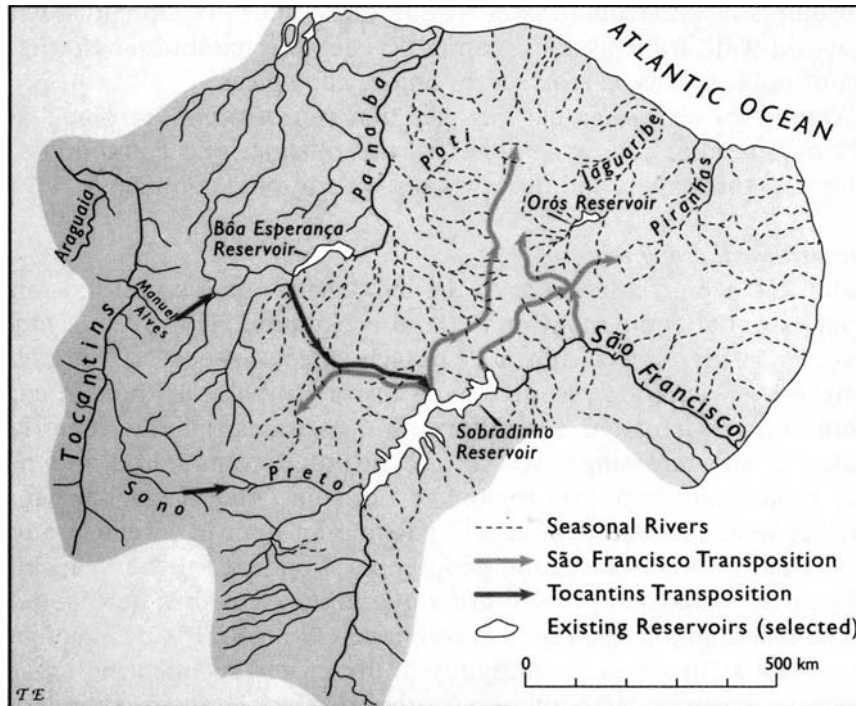 ATLANTIC OCEAN
Parnaíba
Poti
Jaguaribe
Orós Reservoir
Piranhas
Araguaia
Bôa Esperança
Reservoir
Manuel
Alves
Tocantins
São Francisco
Sobradinho
Reservoir
Sono
Preto
Seasonal Rivers
São Francisco Transposition
Tocantins Transposition
Existing Reservoirs (selected)
0
500 km
TE